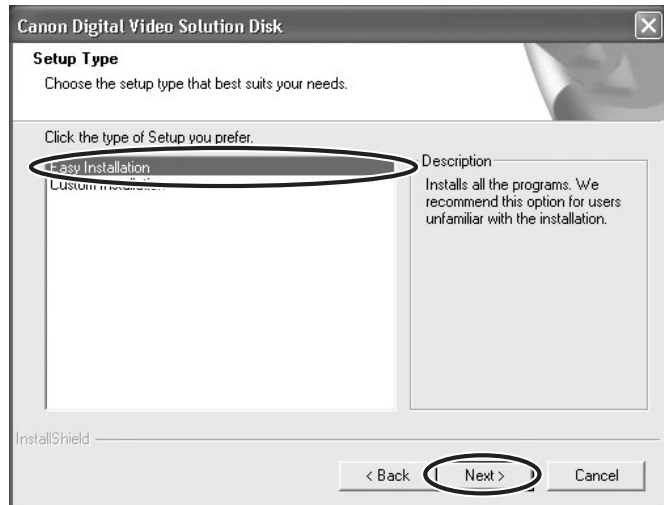 Canon Digital Video Solution Disk
Setup Type
Choose the setup type that best suits your needs.
Click the type of Setup you prefer.
Easy Installation
Custom Installation
Description
Installs all the programs. We
recommend this option for users
unfamiliar with the installation.
InstallShield
< Back
Next >
Cancel